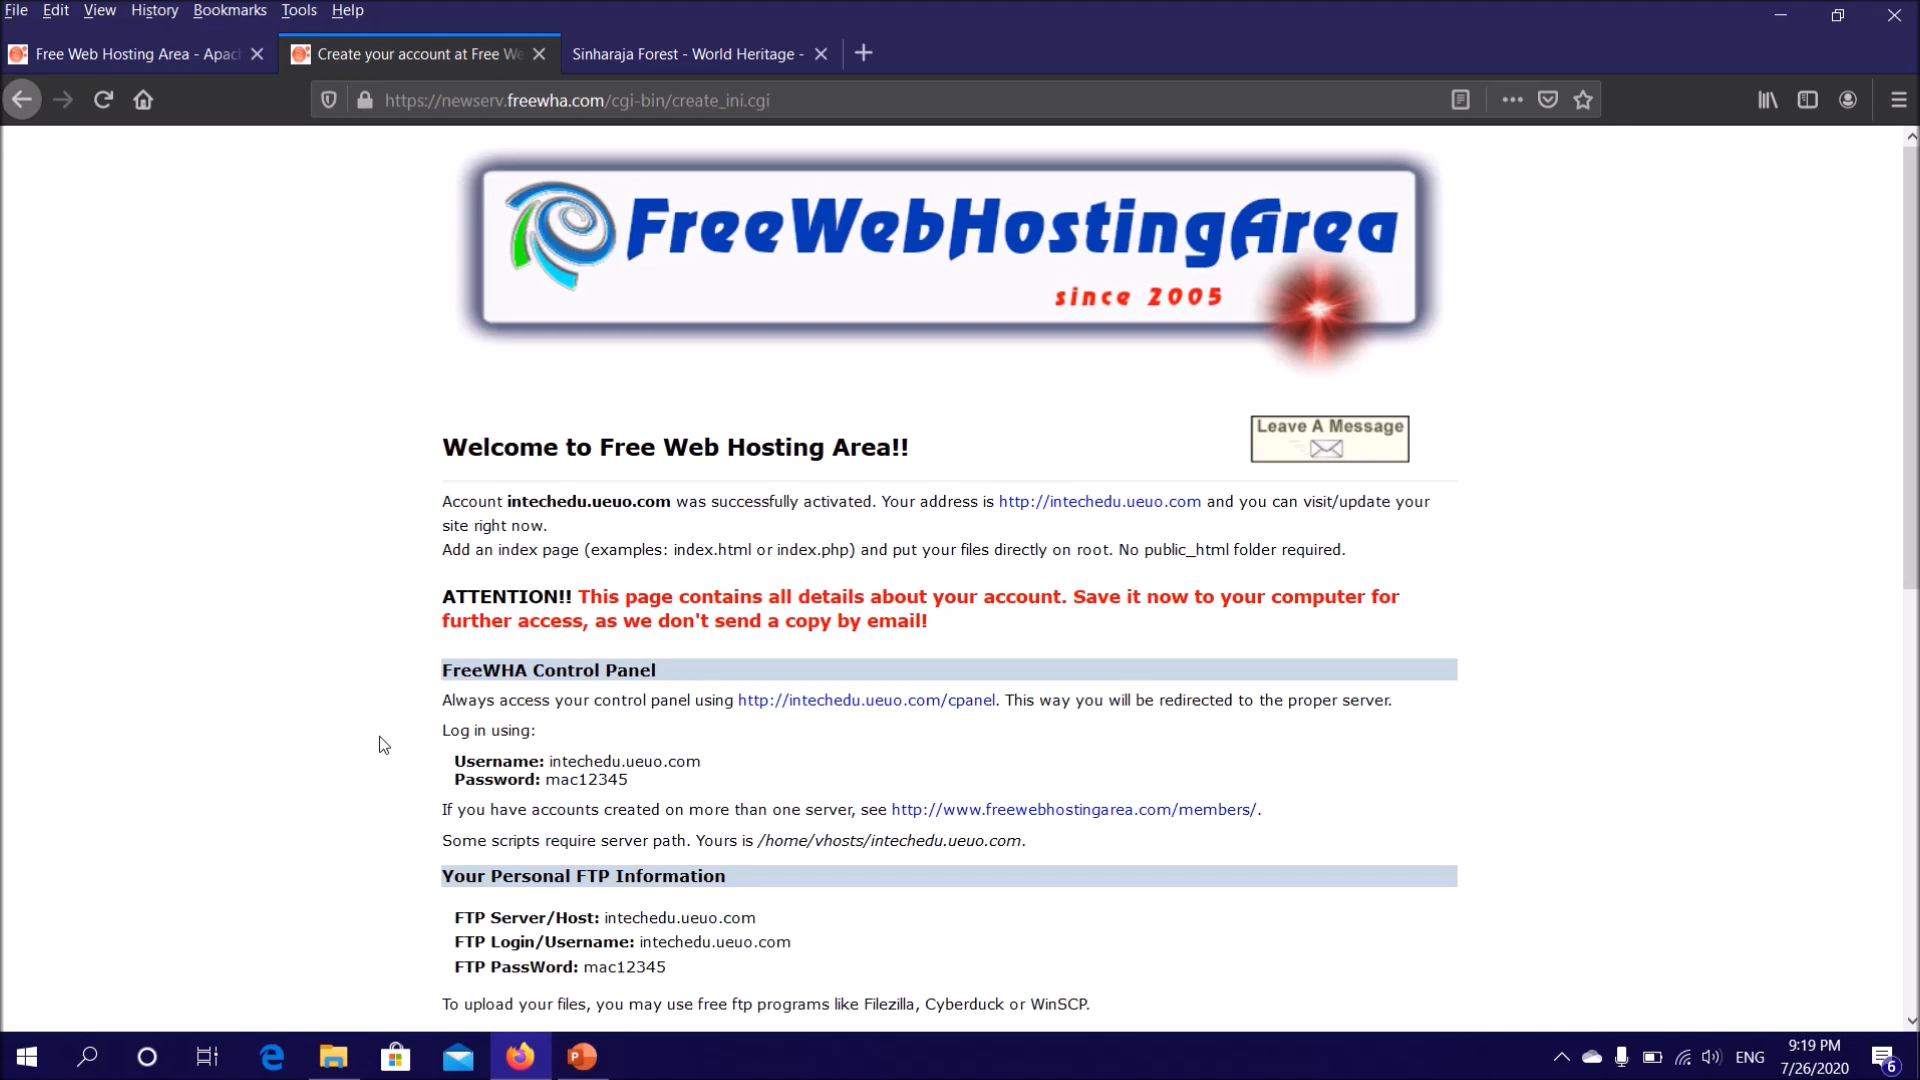 File Edit View History Bookmarks Tools Help
Free Web Hosting Area - Apac
Create your account at Free We
Sinharaja Forest - World Heritage -
https://newserv.freewha.com/cgi-bin/create_ini.cgi
FreeWebHostingArea
since 2005
Leave A Message
Welcome to Free Web Hosting Area!!
Account intechedu.ueuo.com was successfully activated. Your address is http://intechedu.ueuo.com and you can visit/update your
site right now.
Add an index page (examples: index.html or index.php) and put your files directly on root. No public_html folder required.
ATTENTION!! This page contains all details about your account. Save it now to your computer for
further access, as we don't send a copy by email!
FreeWHA Control Panel
Always access your control panel using http://intechedu.ueuo.com/cpanel. This way you will be redirected to the proper server.
Log in using:
Username: intechedu.ueuo.com
Password: mac12345
If you have accounts created on more than one server, see http://www.freewebhostingarea.com/members/.
Some scripts require server path. Yours is /home/vhosts/intechedu.ueuo.com.
Your Personal FTP Information
FTP Server/Host: intechedu.ueuo.com
FTP Login/Username: intechedu.ueuo.com
FTP PassWord: mac12345
To upload your files, you may use free ftp programs like Filezilla, Cyberduck or WinSCP.
ENG
9:19 PM
7/26/2020
6